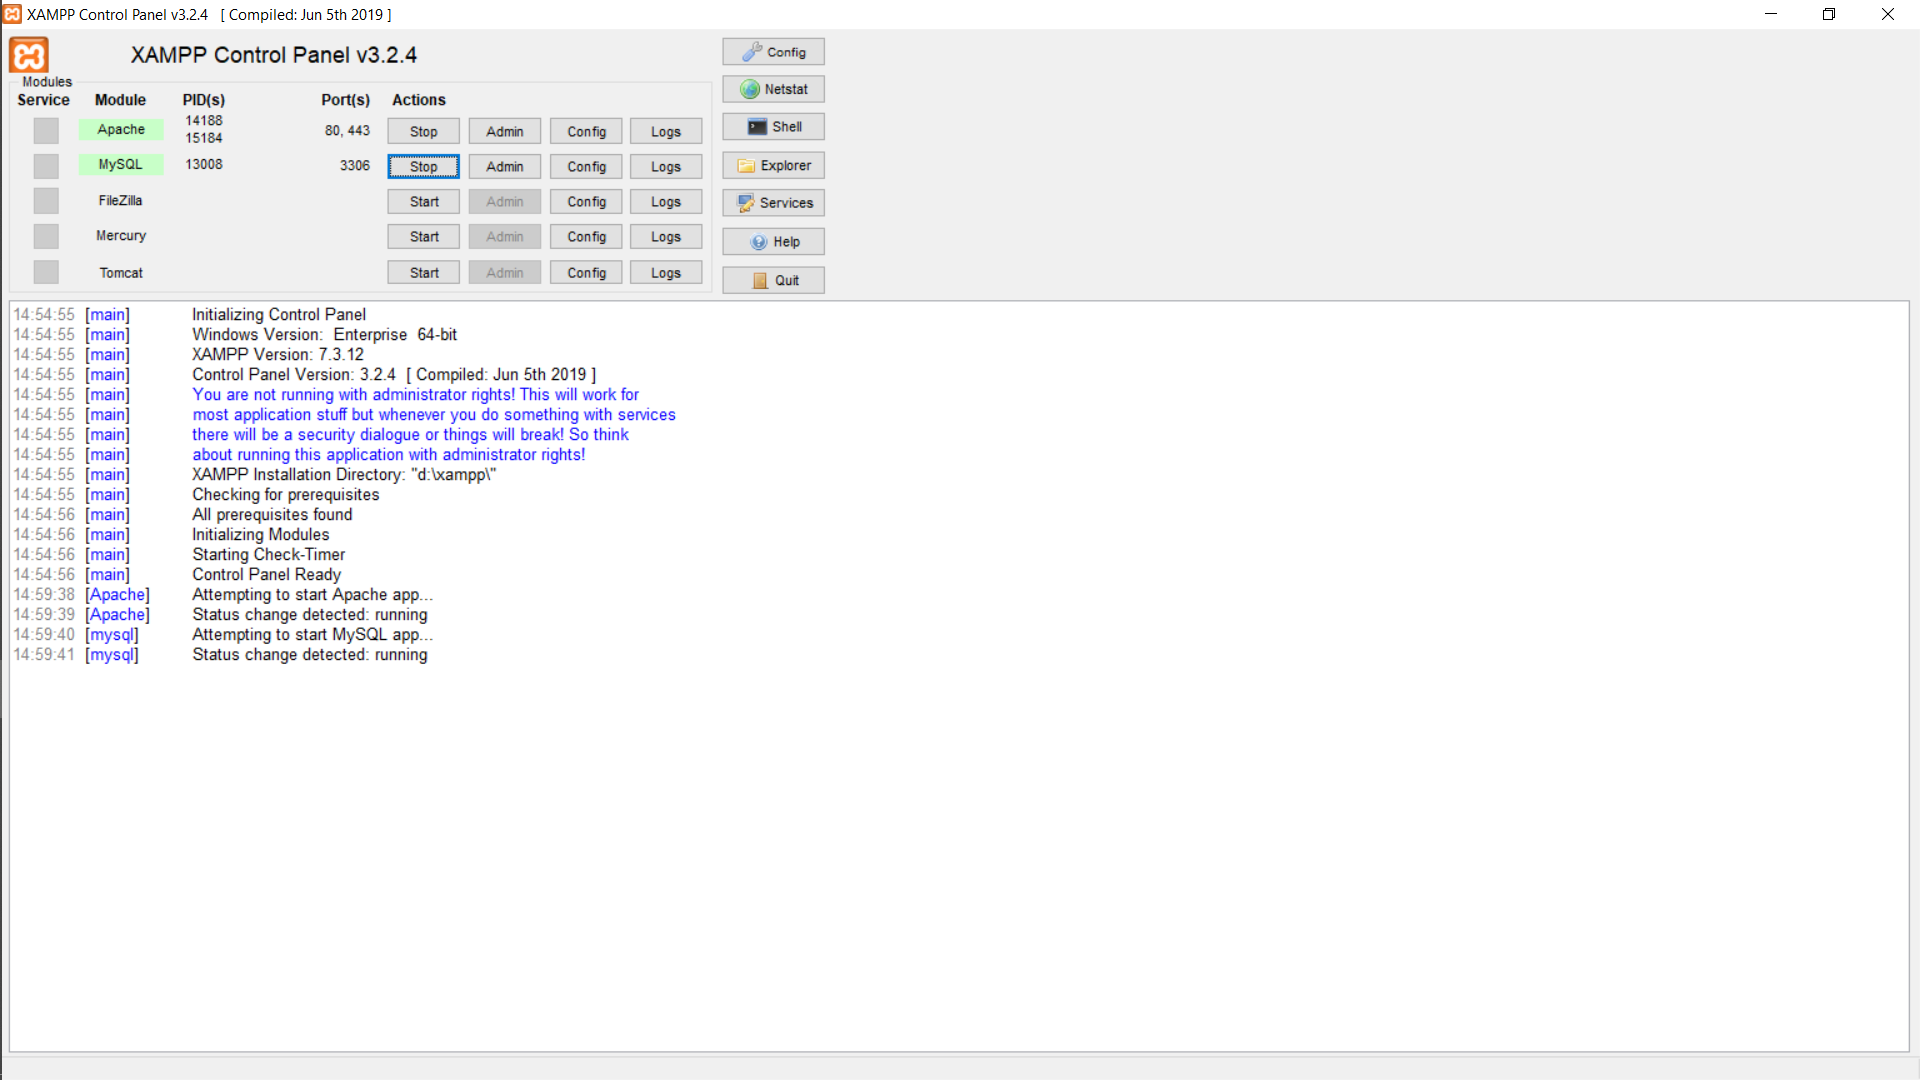 XAMPP Control Panel v3.2.4 [ Compiled: Jun 5th 2019 ]
XAMPP Control Panel v3.2.4
Modules
Service Module PID(s) Port(s) Actions
Apache 14188 15184 80, 443 Stop Admin Config Logs
MySQL 13008 3306 Stop Admin Config Logs
FileZilla Start Admin Config Logs
Mercury Start Admin Config Logs
Tomcat Start Admin Config Logs
Config
Netstat
Shell
Explorer
Services
Help
Quit
14:54:55 [main] Initializing Control Panel
14:54:55 [main] Windows Version: Enterprise 64-bit
14:54:55 [main] XAMPP Version: 7.3.12
14:54:55 [main] Control Panel Version: 3.2.4 [ Compiled: Jun 5th 2019 ]
14:54:55 [main] You are not running with administrator rights! This will work for
14:54:55 [main] most application stuff but whenever you do something with services
14:54:55 [main] there will be a security dialogue or things will break! So think
14:54:55 [main] about running this application with administrator rights!
14:54:55 [main] XAMPP Installation Directory: "d:\xampp\"
14:54:55 [main] Checking for prerequisites
14:54:56 [main] All prerequisites found
14:54:56 [main] Initializing Modules
14:54:56 [main] Starting Check-Timer
14:54:56 [main] Control Panel Ready
14:59:38 [Apache] Attempting to start Apache app...
14:59:39 [Apache] Status change detected: running
14:59:40 [mysql] Attempting to start MySQL app...
14:59:41 [mysql] Status change detected: running